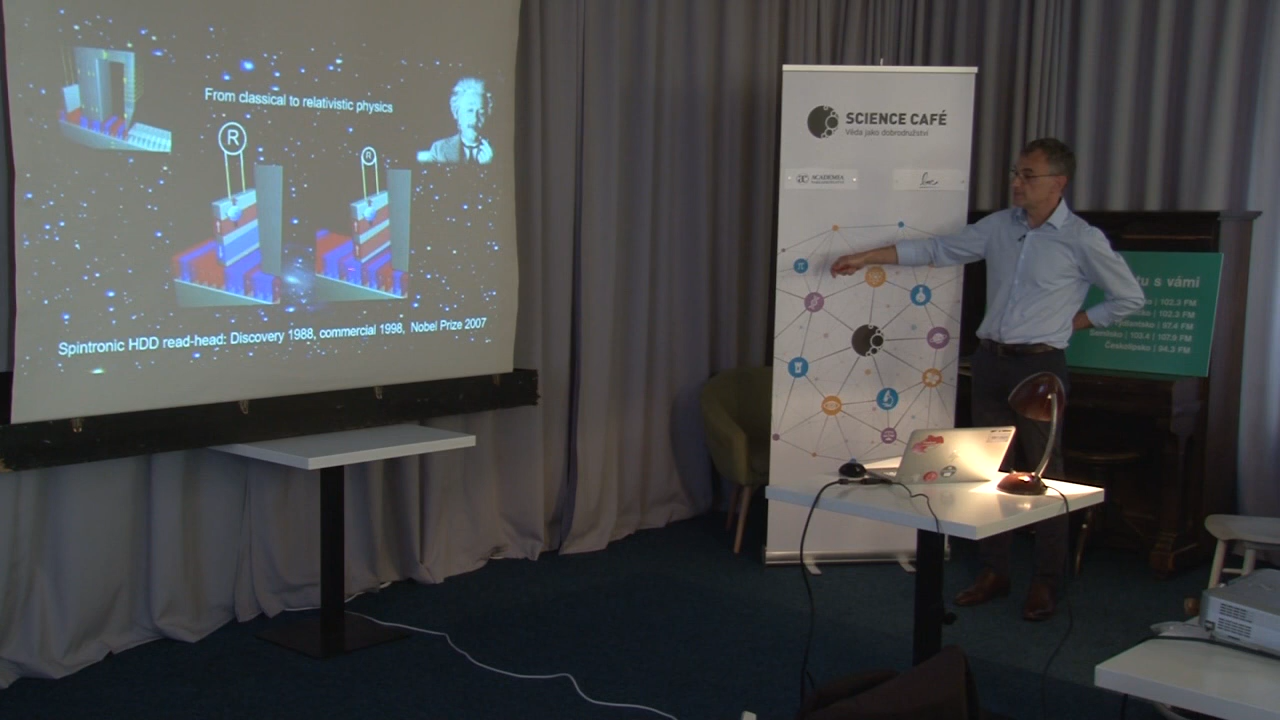 From classical to relativistic physics
R
R
Spintronic HDD read-head: Discovery 1988, commercial 1998, Nobel Prize 2007
SCIENCE CAFÉ
Věda jako dobrodružství
ACADEMIA
tu s vámi
102.3 FM
102.3 FM
97.4 FM
103.4 | 107.9 FM
Českolipsko | 94.3 FM